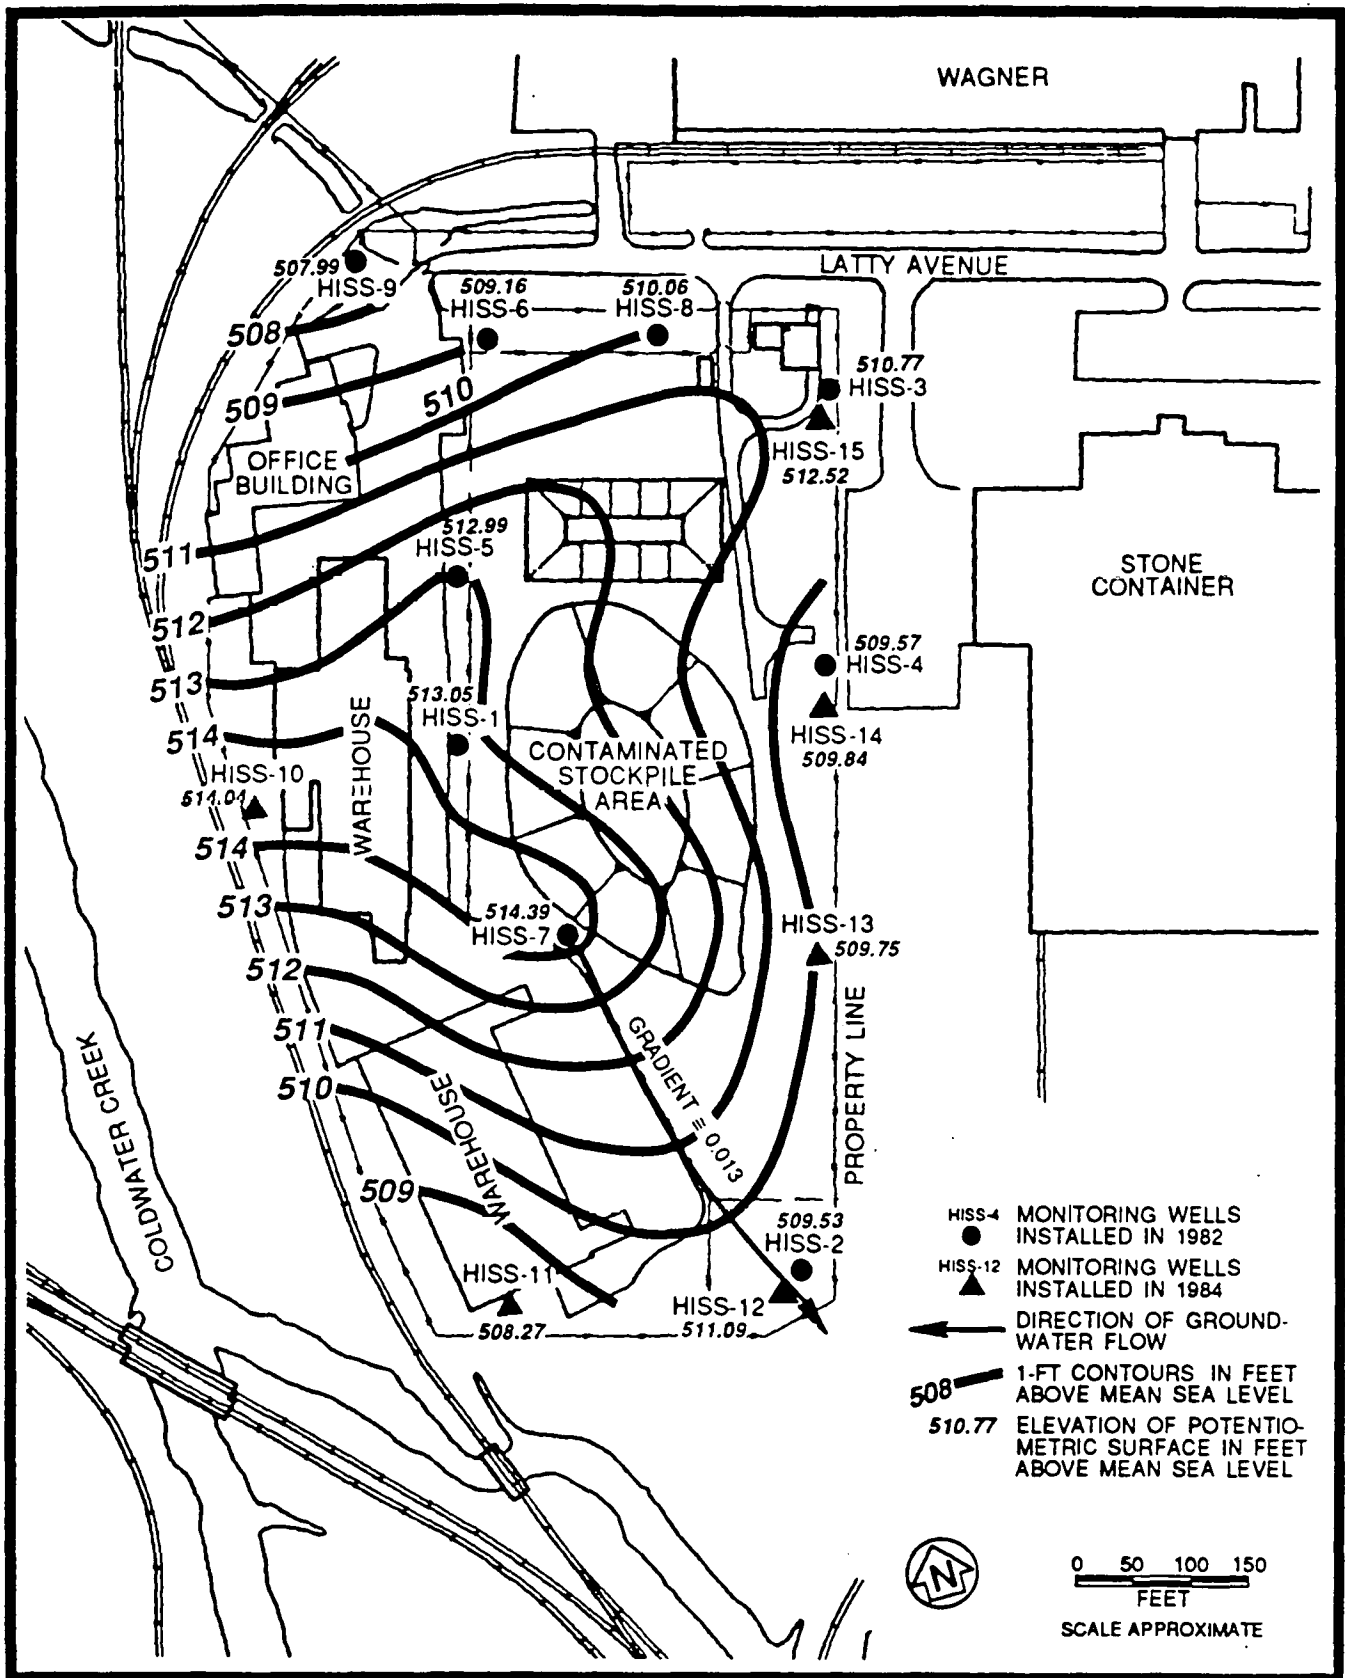 WAGNER
LATTY AVENUE
507.99
HISS-9
509.16
HISS-6
510.06
HISS-8
508
509
510
510.77
HISS-3
HISS-15
512.52
OFFICE
BUILDING
511
512.99
HISS-5
STONE
CONTAINER
512
513
509.57
HISS-4
513.05
HISS-1
WAREHOUSE
514
HISS-10
514.04
CONTAMINATED
STOCKPILE
AREA
HISS-14
509.84
514
513
514.39
HISS-7
HISS-13
509.75
512
511
510
GRADIENT ≡ 0.013
PROPERTY LINE
COLDWATER CREEK
WAREHOUSE
509
509.53
HISS-2
HISS-11
508.27
HISS-12
511.09
HISS-4 MONITORING WELLS
INSTALLED IN 1982
HISS-12 MONITORING WELLS
INSTALLED IN 1984
DIRECTION OF GROUND-
WATER FLOW
508 1-FT CONTOURS IN FEET
ABOVE MEAN SEA LEVEL
510.77 ELEVATION OF POTENTIO-
METRIC SURFACE IN FEET
ABOVE MEAN SEA LEVEL
N
0 50 100 150
FEET
SCALE APPROXIMATE